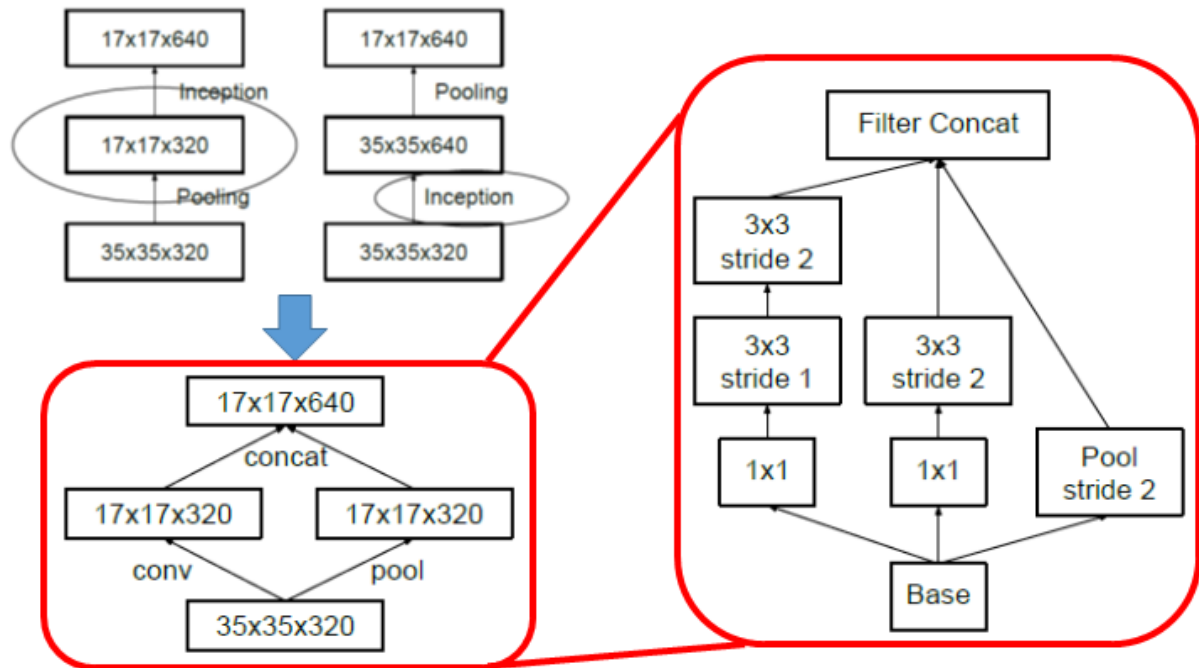 17x17x640
Inception
17x17x320
Pooling
35x35x320
17x17x640
Pooling
35x35x640
Inception
35x35x320
17x17x640
concat
17x17x320
17x17x320
conv
pool
35x35x320
Filter Concat
3x3
stride 2
3x3
stride 1
3x3
stride 2
1x1
1x1
Pool
stride 2
Base